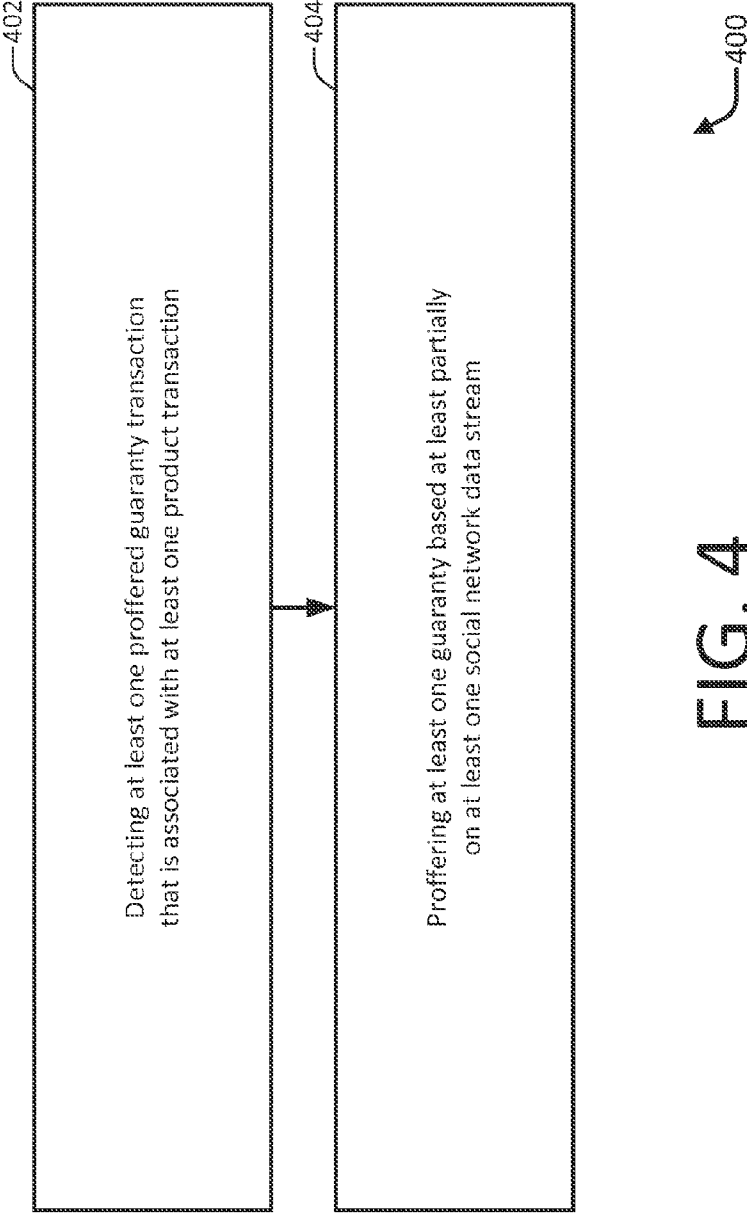 402
Detecting at least one proffered guaranty transaction
that is associated with at least one product transaction
404
Proffering at least one guaranty based at least partially
on at least one social network data stream
400
FIG. 4